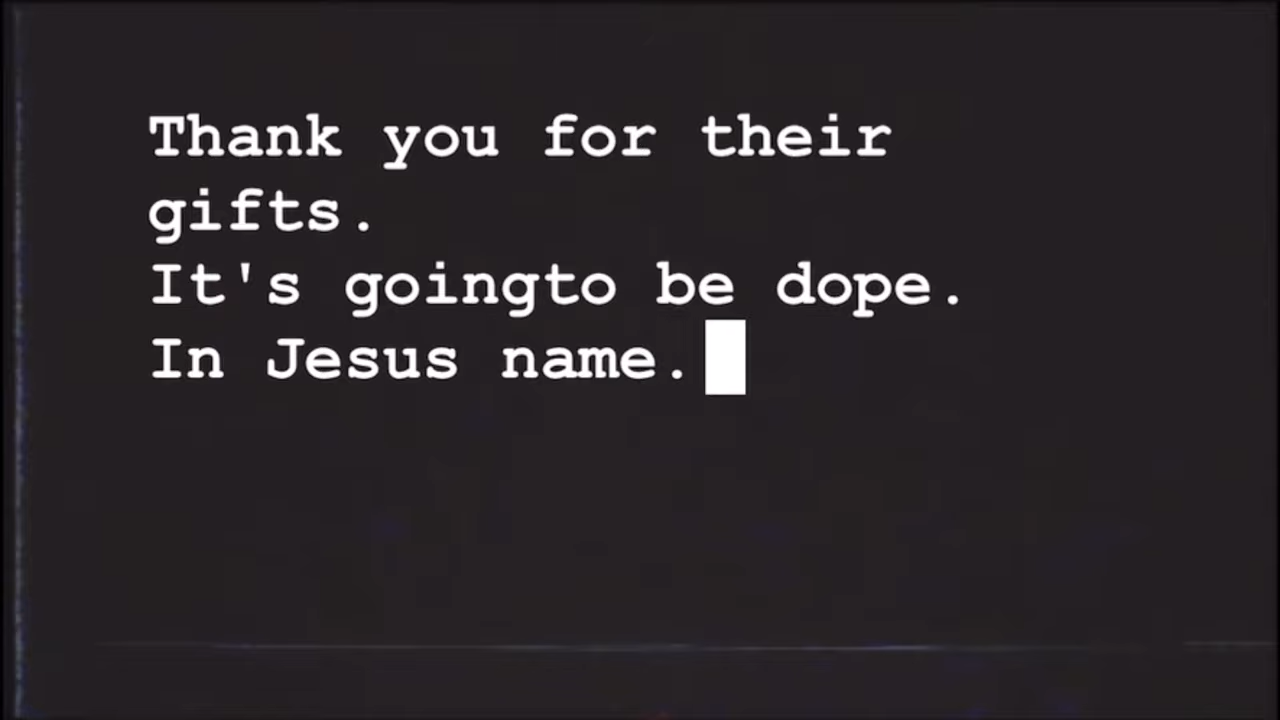 Thank you for their
gifts.
It's goingto be dope.
In Jesus name.